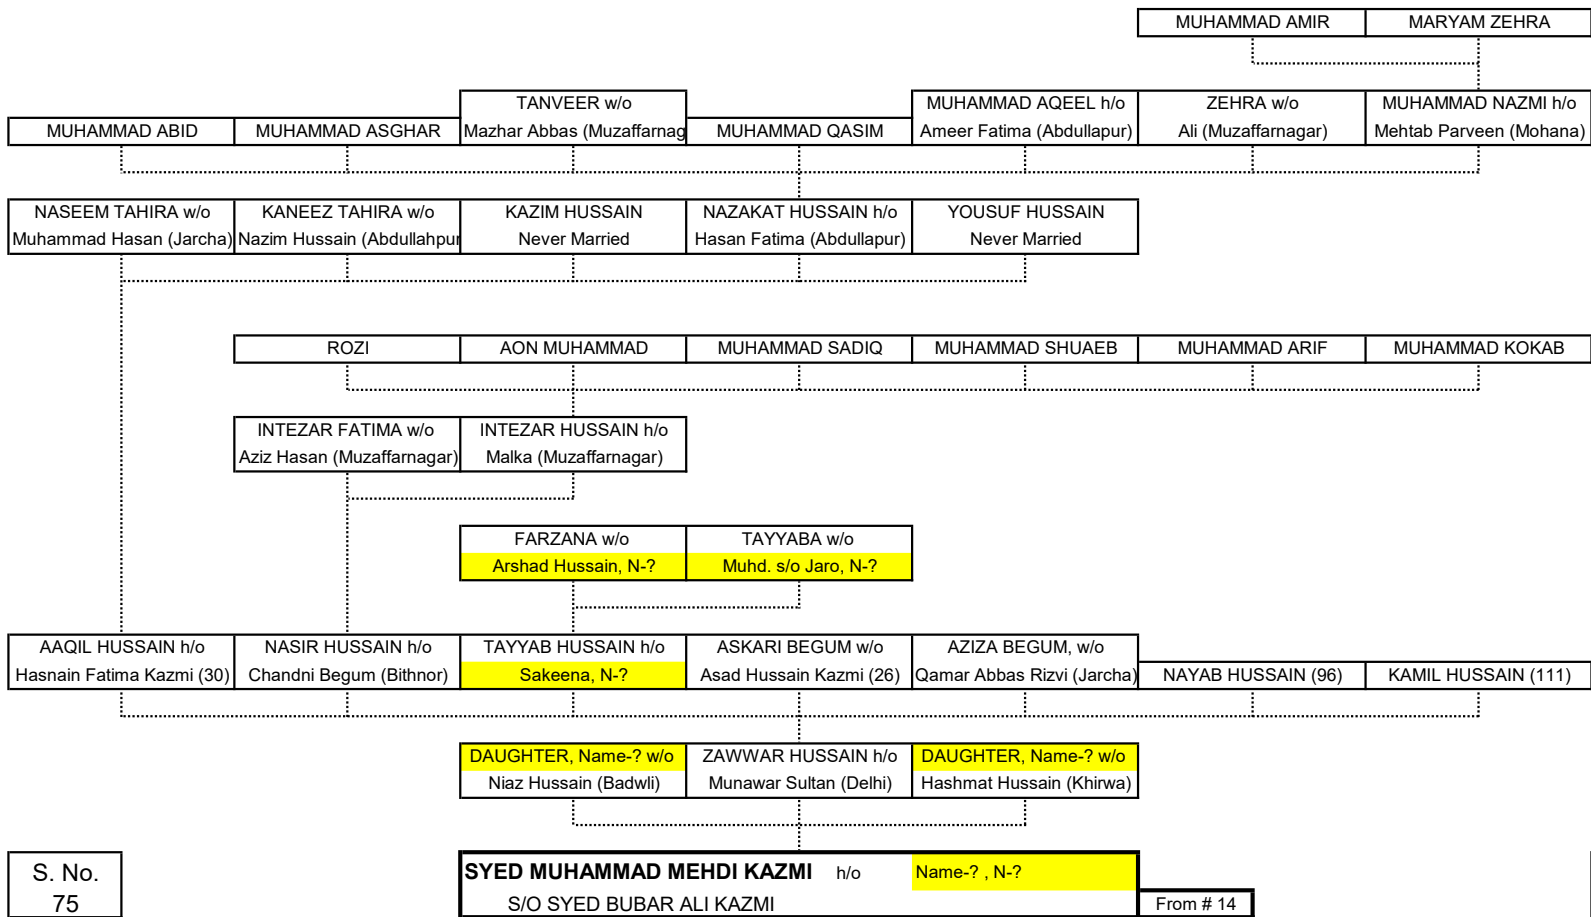 MUHAMMAD AMIR
MARYAM ZEHRA
MUHAMMAD ABID
MUHAMMAD ASGHAR
TANVEER w/o
Mazhar Abbas (Muzaffarnag
MUHAMMAD QASIM
MUHAMMAD AQEEL h/o
Ameer Fatima (Abdullapur)
ZEHRA w/o
Ali (Muzaffarnagar)
MUHAMMAD NAZMI h/o
Mehtab Parveen (Mohana)
NASEEM TAHIRA w/o
Muhammad Hasan (Jarcha)
KANEEZ TAHIRA w/o
Nazim Hussain (Abdullahpur
KAZIM HUSSAIN
Never Married
NAZAKAT HUSSAIN h/o
Hasan Fatima (Abdullapur)
YOUSUF HUSSAIN
Never Married
ROZI
AON MUHAMMAD
MUHAMMAD SADIQ
MUHAMMAD SHUAEB
MUHAMMAD ARIF
MUHAMMAD KOKAB
INTEZAR FATIMA w/o
Aziz Hasan (Muzaffarnagar)
INTEZAR HUSSAIN h/o
Malka (Muzaffarnagar)
FARZANA w/o
Arshad Hussain, N-?
TAYYABA w/o
Muhd. s/o Jaro, N-?
AAQIL HUSSAIN h/o
Hasnain Fatima Kazmi (30)
NASIR HUSSAIN h/o
Chandni Begum (Bithnor)
TAYYAB HUSSAIN h/o
Sakeena, N-?
ASKARI BEGUM w/o
Asad Hussain Kazmi (26)
AZIZA BEGUM, w/o
Qamar Abbas Rizvi (Jarcha)
NAYAB HUSSAIN (96)
KAMIL HUSSAIN (111)
DAUGHTER, Name-? w/o
Niaz Hussain (Badwli)
ZAWWAR HUSSAIN h/o
Munawar Sultan (Delhi)
DAUGHTER, Name-? w/o
Hashmat Hussain (Khirwa)
S. No.
75
SYED MUHAMMAD MEHDI KAZMI h/o Name-? , N-?
S/O SYED BUBAR ALI KAZMI
From # 14